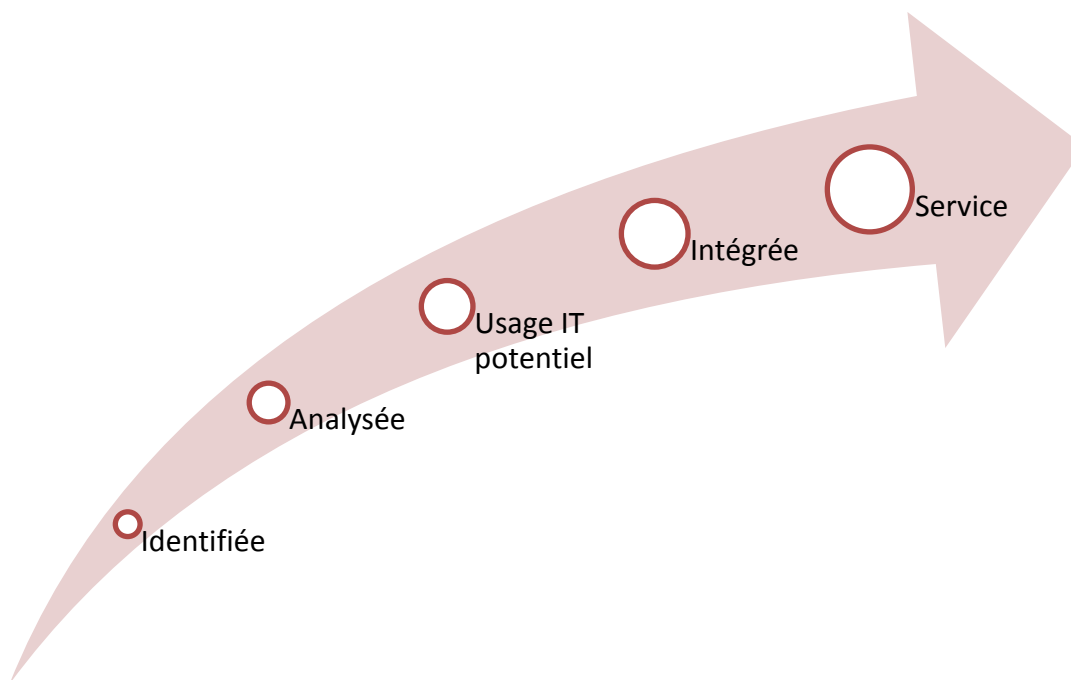 Service
Intégrée
Usage IT
potentiel
Analysée
Identifiée